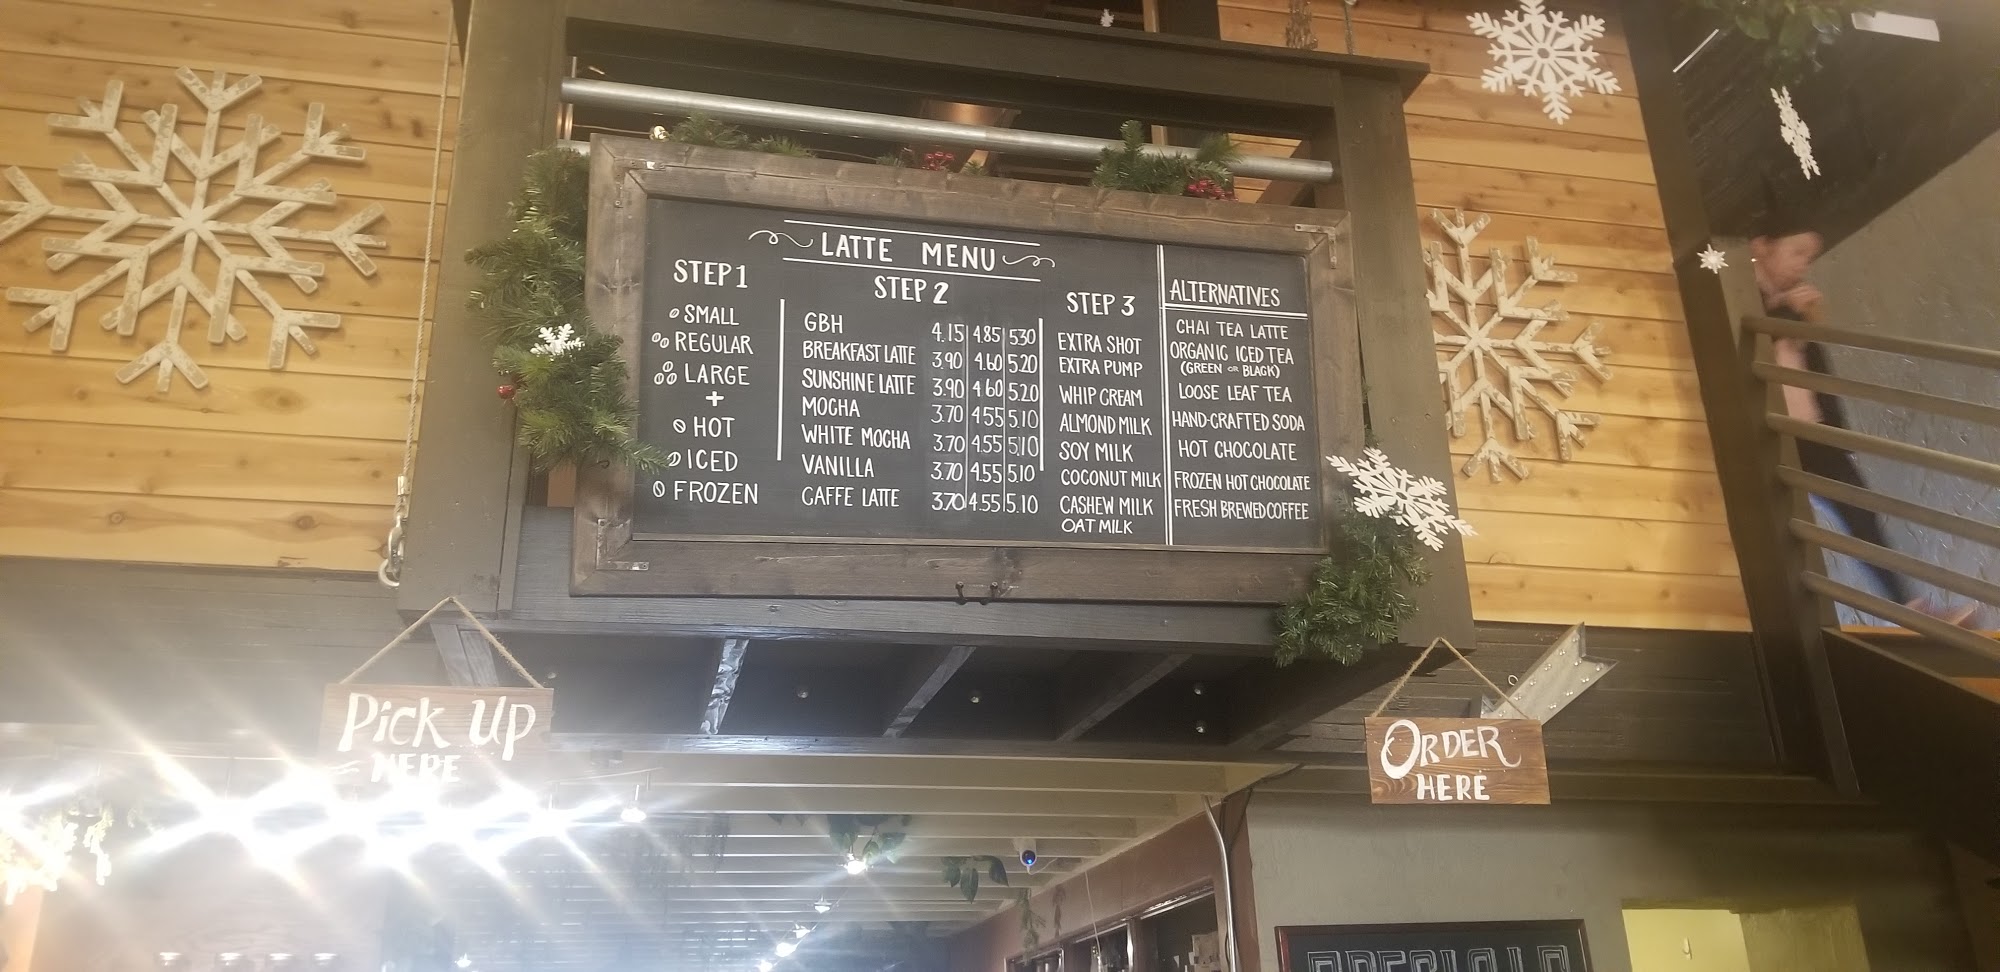 LATTE MENU
STEP 1
SMALL
REGULAR
LARGE
+
HOT
ICED
FROZEN
STEP 2
GBH 4.15 4.85 5.30
BREAKFAST LATTE 3.90 4.60 5.20
SUNSHINE LATTE 3.90 4.60 5.20
MOCHA 3.70 4.55 5.10
WHITE MOCHA 3.70 4.55 5.10
VANILLA 3.70 4.55 5.10
CAFFE LATTE 3.70 4.55 5.10
STEP 3
EXTRA SHOT
EXTRA PUMP
WHIP CREAM
ALMOND MILK
SOY MILK
COCONUT MILK
CASHEW MILK
OAT MILK
ALTERNATIVES
CHAI TEA LATTE
ORGANIC ICED TEA
(GREEN OR BLACK)
LOOSE LEAF TEA
HAND-CRAFTED SODA
HOT CHOCOLATE
FROZEN HOT CHOCOLATE
FRESH BREWED COFFEE
Pick Up
HERE
ORDER
HERE